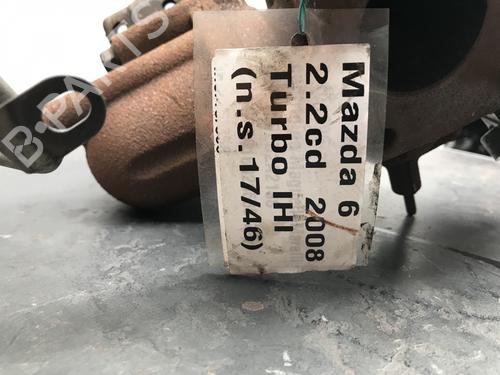 Mazda 6
2.2cd 2008
Turbo IHI
(n.s.17/46)
B-PARTS